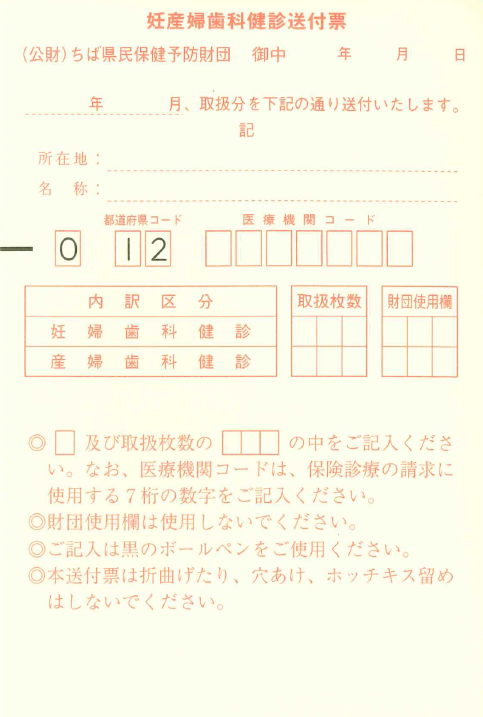 妊産婦歯科健診送付票
（公財）ちば県民保健予防財団　御中　年　月　日
年　月、取扱分を下記の通り送付いたします。
記
所在地：
名　称：
都道府県コード　医療機関コード
0　1 2
内訳区分　取扱枚数　財団使用欄
妊婦歯科健診
産婦歯科健診
◎□及び取扱枚数の□□□の中をご記入くださ
い。なお、医療機関コードは、保険診療の請求に
使用する７桁の数字をご記入ください。
◎財団使用欄は使用しないでください。
◎ご記入は黒のボールペンをご使用ください。
◎本送付票は折曲げたり、穴あけ、ホッチキス留め
はしないでください。